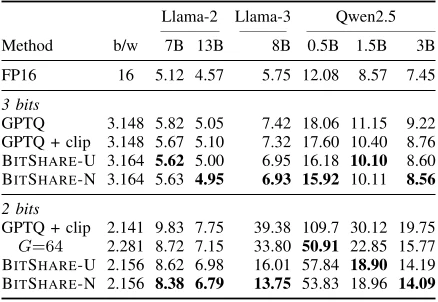 Llama-2 Llama-3 Qwen2.5
Method b/w 7B 13B 8B 0.5B 1.5B 3B
FP16 16 5.12 4.57 5.75 12.08 8.57 7.45
3 bits
GPTQ 3.148 5.82 5.05 7.42 18.06 11.15 9.22
GPTQ + clip 3.148 5.67 5.10 7.32 17.60 10.40 8.76
BITSHARE-U 3.164 5.62 5.00 6.95 16.18 10.10 8.60
BITSHARE-N 3.164 5.63 4.95 6.93 15.92 10.11 8.56
2 bits
GPTQ + clip 2.141 9.83 7.75 39.38 109.7 30.12 19.75
G=64 2.281 8.72 7.15 33.80 50.91 22.85 15.77
BITSHARE-U 2.156 8.62 6.98 16.01 57.84 18.90 14.19
BITSHARE-N 2.156 8.38 6.79 13.75 53.83 18.96 14.09